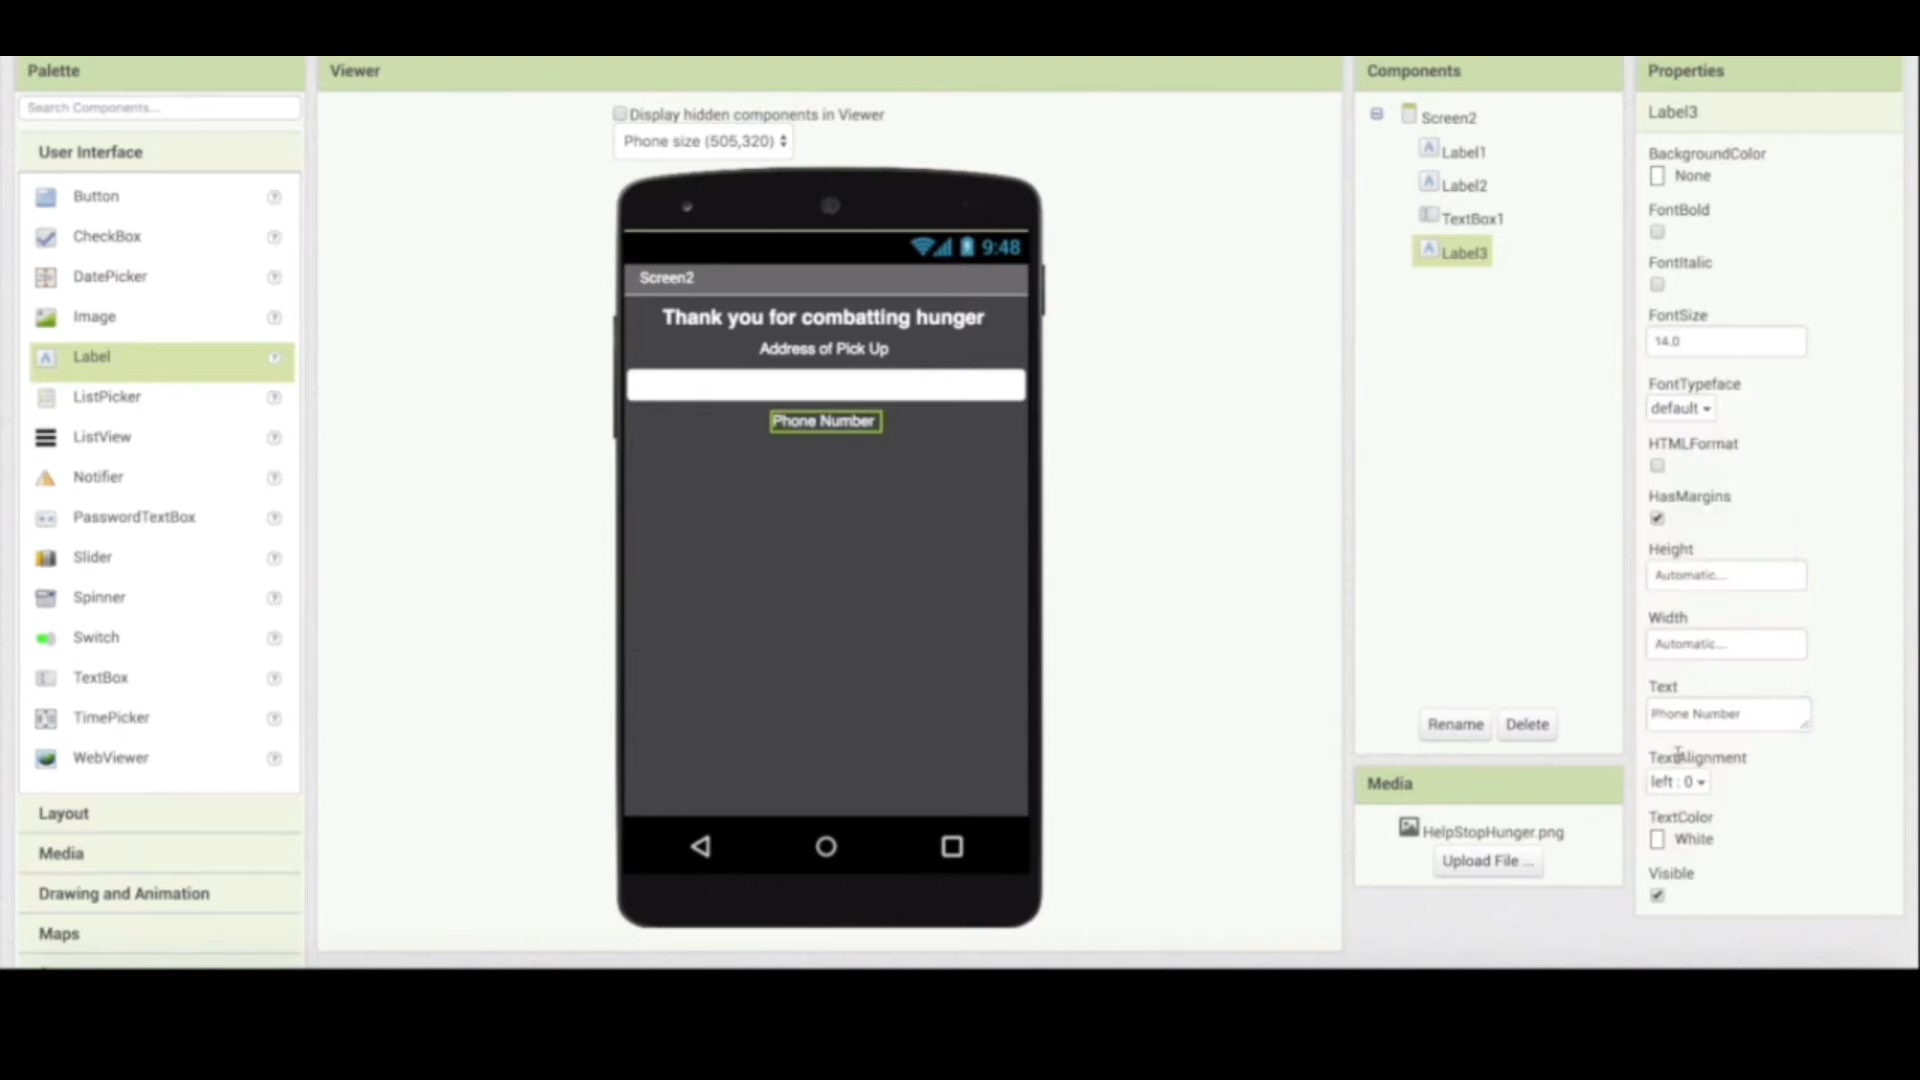 Palette
Search Components...
User Interface
Button
CheckBox
DatePicker
Image
Label
ListPicker
ListView
Notifier
PasswordTextBox
Slider
Spinner
Switch
TextBox
TimePicker
WebViewer
Layout
Media
Drawing and Animation
Maps
Viewer
Display hidden components in Viewer
Phone size (505,320)
9:48
Screen2
Thank you for combatting hunger
Address of Pick Up
Phone Number
Components
Screen2
Label1
Label2
TextBox1
Label3
Rename
Delete
Media
HelpStopHunger.png
Upload File ...
Properties
Label3
BackgroundColor
None
FontBold
FontItalic
FontSize
14.0
FontTypeface
default
HTMLFormat
HasMargins
Height
Automatic...
Width
Automatic...
Text
Phone Number
TextAlignment
left : 0
TextColor
White
Visible